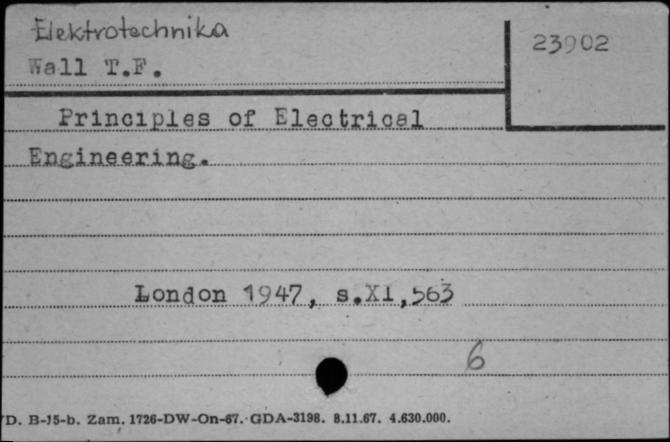 Elektrotechnika
23902
Wall T.F.
Principles of Electrical
Engineering.
London 1947, s.XI,563
6
D. B-15-b. Zam. 1726-DW-On-67. GDA-3198. 8.11.67. 4.630.000.